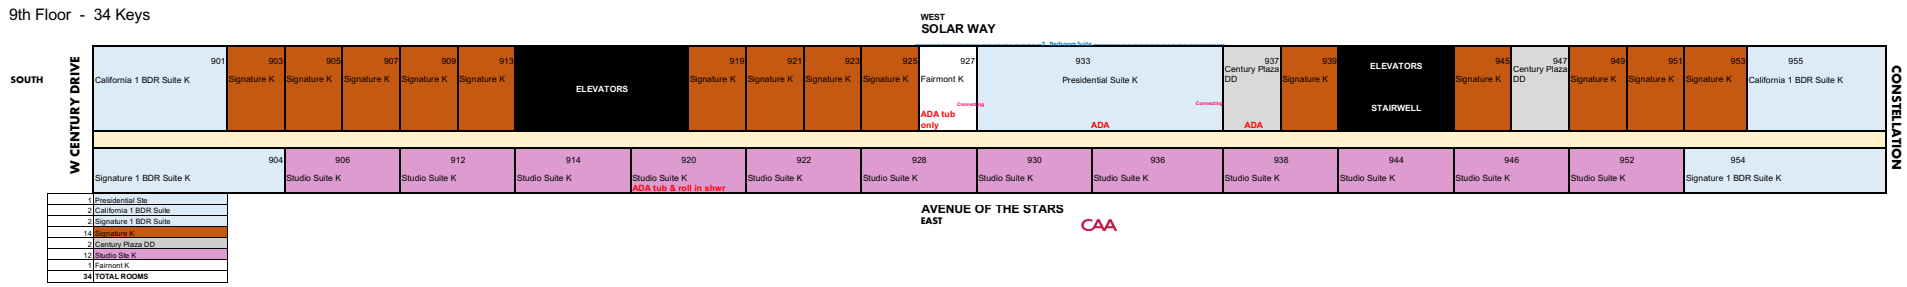 9th Floor - 34 Keys
WEST
SOLAR WAY
3 Bedroom Suite
SOUTH
W CENTURY DRIVE
901
California 1 BDR Suite K
903
Signature K
905
Signature K
907
Signature K
909
Signature K
913
Signature K
ELEVATORS
919
Signature K
921
Signature K
923
Signature K
925
Signature K
927
Fairmont K
Connecting
ADA tub
only
933
Presidential Suite K
Connecting
ADA
937
Century Plaza
DD
ADA
939
Signature K
ELEVATORS
STAIRWELL
945
Signature K
947
Century Plaza
DD
949
Signature K
951
Signature K
953
Signature K
955
California 1 BDR Suite K
CONSTELLATION
904
Signature 1 BDR Suite K
906
Studio Suite K
912
Studio Suite K
914
Studio Suite K
920
Studio Suite K
ADA tub & roll in shwr
922
Studio Suite K
928
Studio Suite K
930
Studio Suite K
936
Studio Suite K
938
Studio Suite K
944
Studio Suite K
946
Studio Suite K
952
Studio Suite K
954
Signature 1 BDR Suite K
1 Presidential Ste
2 California 1 BDR Suite
2 Signature 1 BDR Suite
14 Signature K
2 Century Plaza DD
12 Studio Ste K
1 Fairmont K
34 TOTAL ROOMS
AVENUE OF THE STARS
EAST
CAA